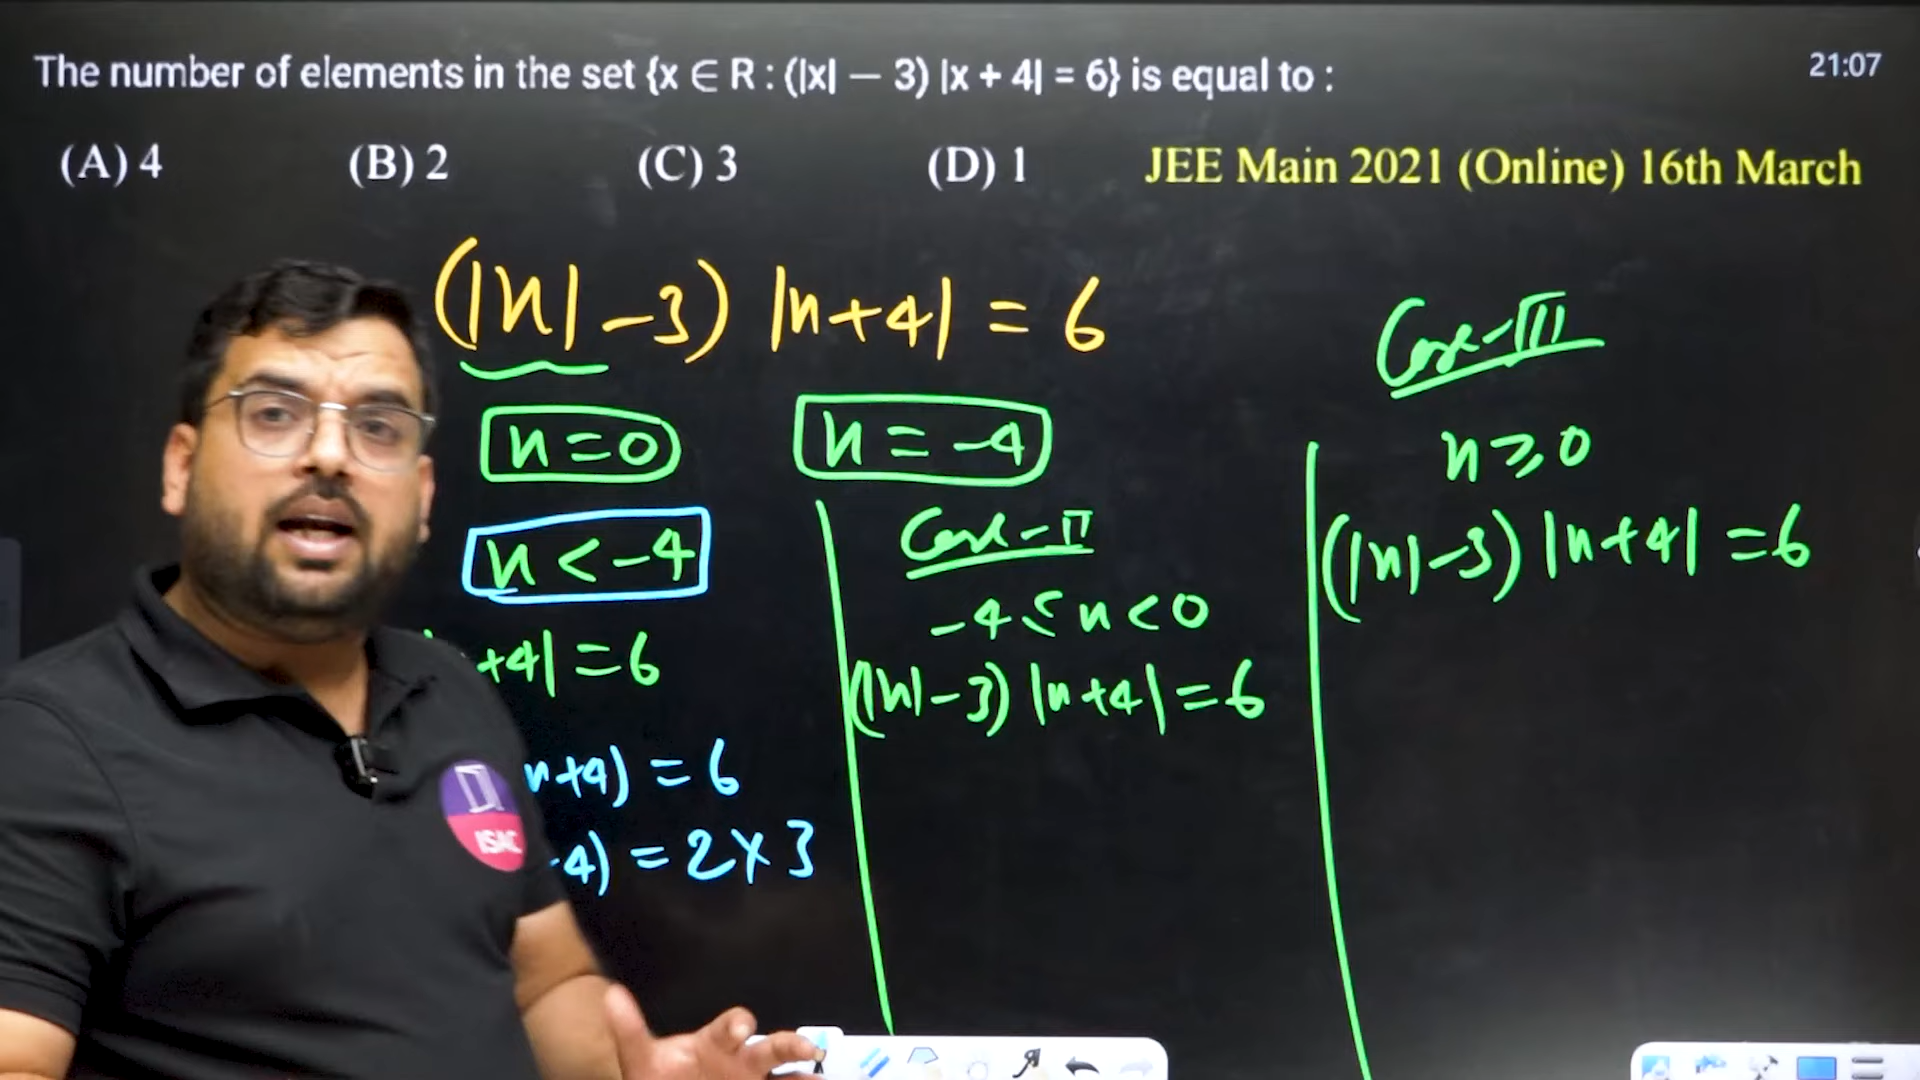 The number of elements in the set {x ∈ R : (|x| – 3) |x + 4| = 6} is equal to :
21:07
(A) 4 (B) 2 (C) 3 (D) 1 JEE Main 2021 (Online) 16th March
(|x| -3) |x+4| = 6
x=0
x = -4
x < -4
+4| = 6
x+4) = 6
-4) = 2×3
Case-II
-4 ≤ x < 0
(|x|-3) |x+4| = 6
Case-III
x ≥ 0
(|x|-3) |x+4| = 6
ISAC